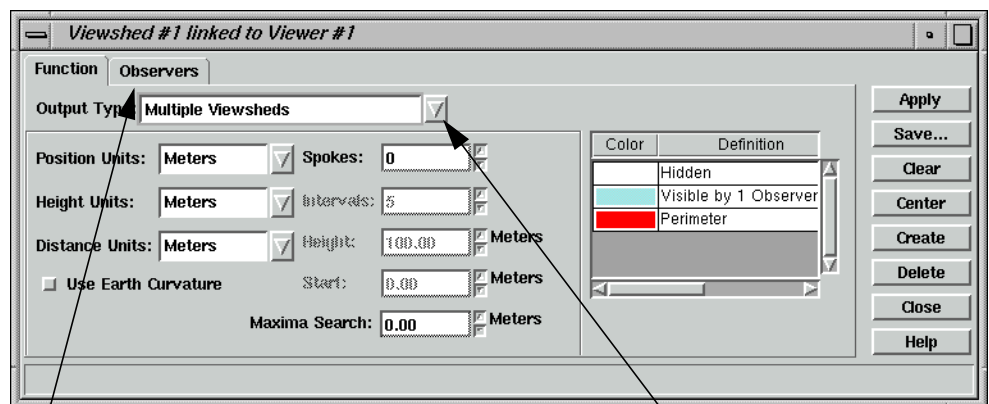 Viewshed #1 linked to Viewer #1
Function Observers
Output Type: Multiple Viewsheds
Position Units: Meters Spokes: 0
Height Units: Meters Intervals: 5
Distance Units: Meters Height: 100.00 Meters
Use Earth Curvature Start: 0.00 Meters
Maxima Search: 0.00 Meters
Color Definition
Hidden
Visible by 1 Observer
Perimeter
Apply
Save...
Clear
Center
Create
Delete
Close
Help